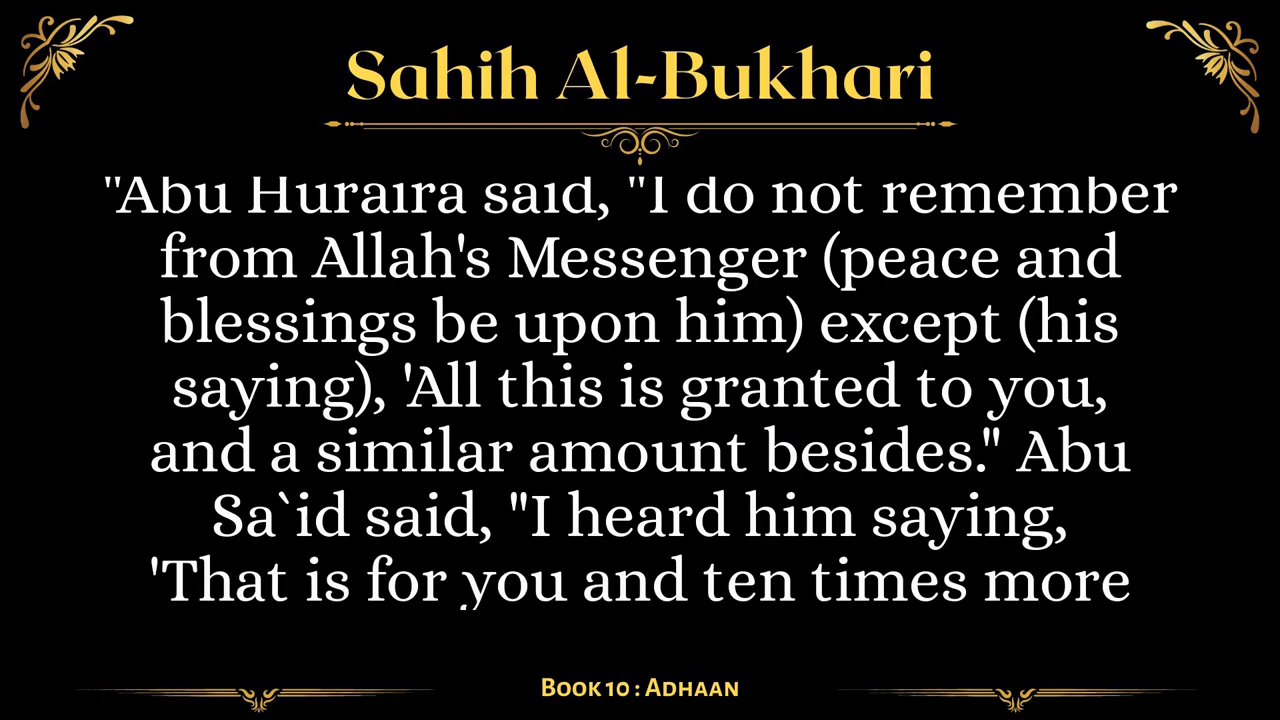 Sahih Al-Bukhari
"Abu Huraira said, "I do not remember
from Allah's Messenger (peace and
blessings be upon him) except (his
saying), 'All this is granted to you,
and a similar amount besides." Abu
Sa`id said, "I heard him saying,
'That is for you and ten times more
Book 10 : Adhaan